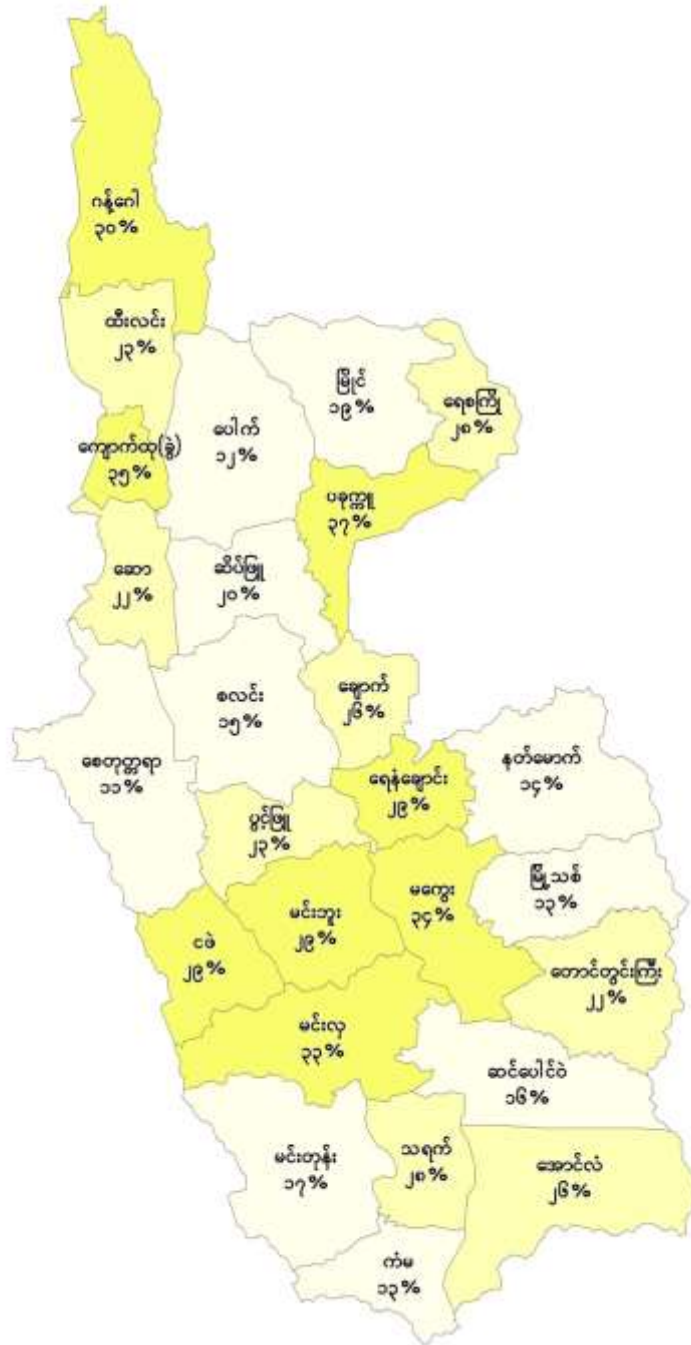 ဂန့်ဂေါ
၃၀%
ထီးလင်း
၂၃%
မြိုင်
၁၉%
ရေစကြို
၂၈%
ပေါက်
၁၂%
ကျောက်ထု(ခွဲ)
၃၅%
ပခုက္ကူ
၃၇%
ဆော
၂၂%
ဆိပ်ဖြူ
၂၀%
ချောက်
၂၆%
စလင်း
၁၅%
စေတုတ္တရာ
၁၁%
နတ်မောက်
၁၄%
ရေနံချောင်း
၂၉%
ပွင့်ဖြူ
၂၃%
မြို့သစ်
၁၃%
မကွေး
၃၄%
မင်းဘူး
၂၉%
ငဖဲ
၂၉%
တောင်တွင်းကြီး
၂၂%
မင်းလှ
၃၃%
ဆင်ပေါင်ဝဲ
၁၆%
မင်းတုန်း
၁၇%
သရက်
၂၈%
အောင်လံ
၂၆%
ကံမ
၁၃%